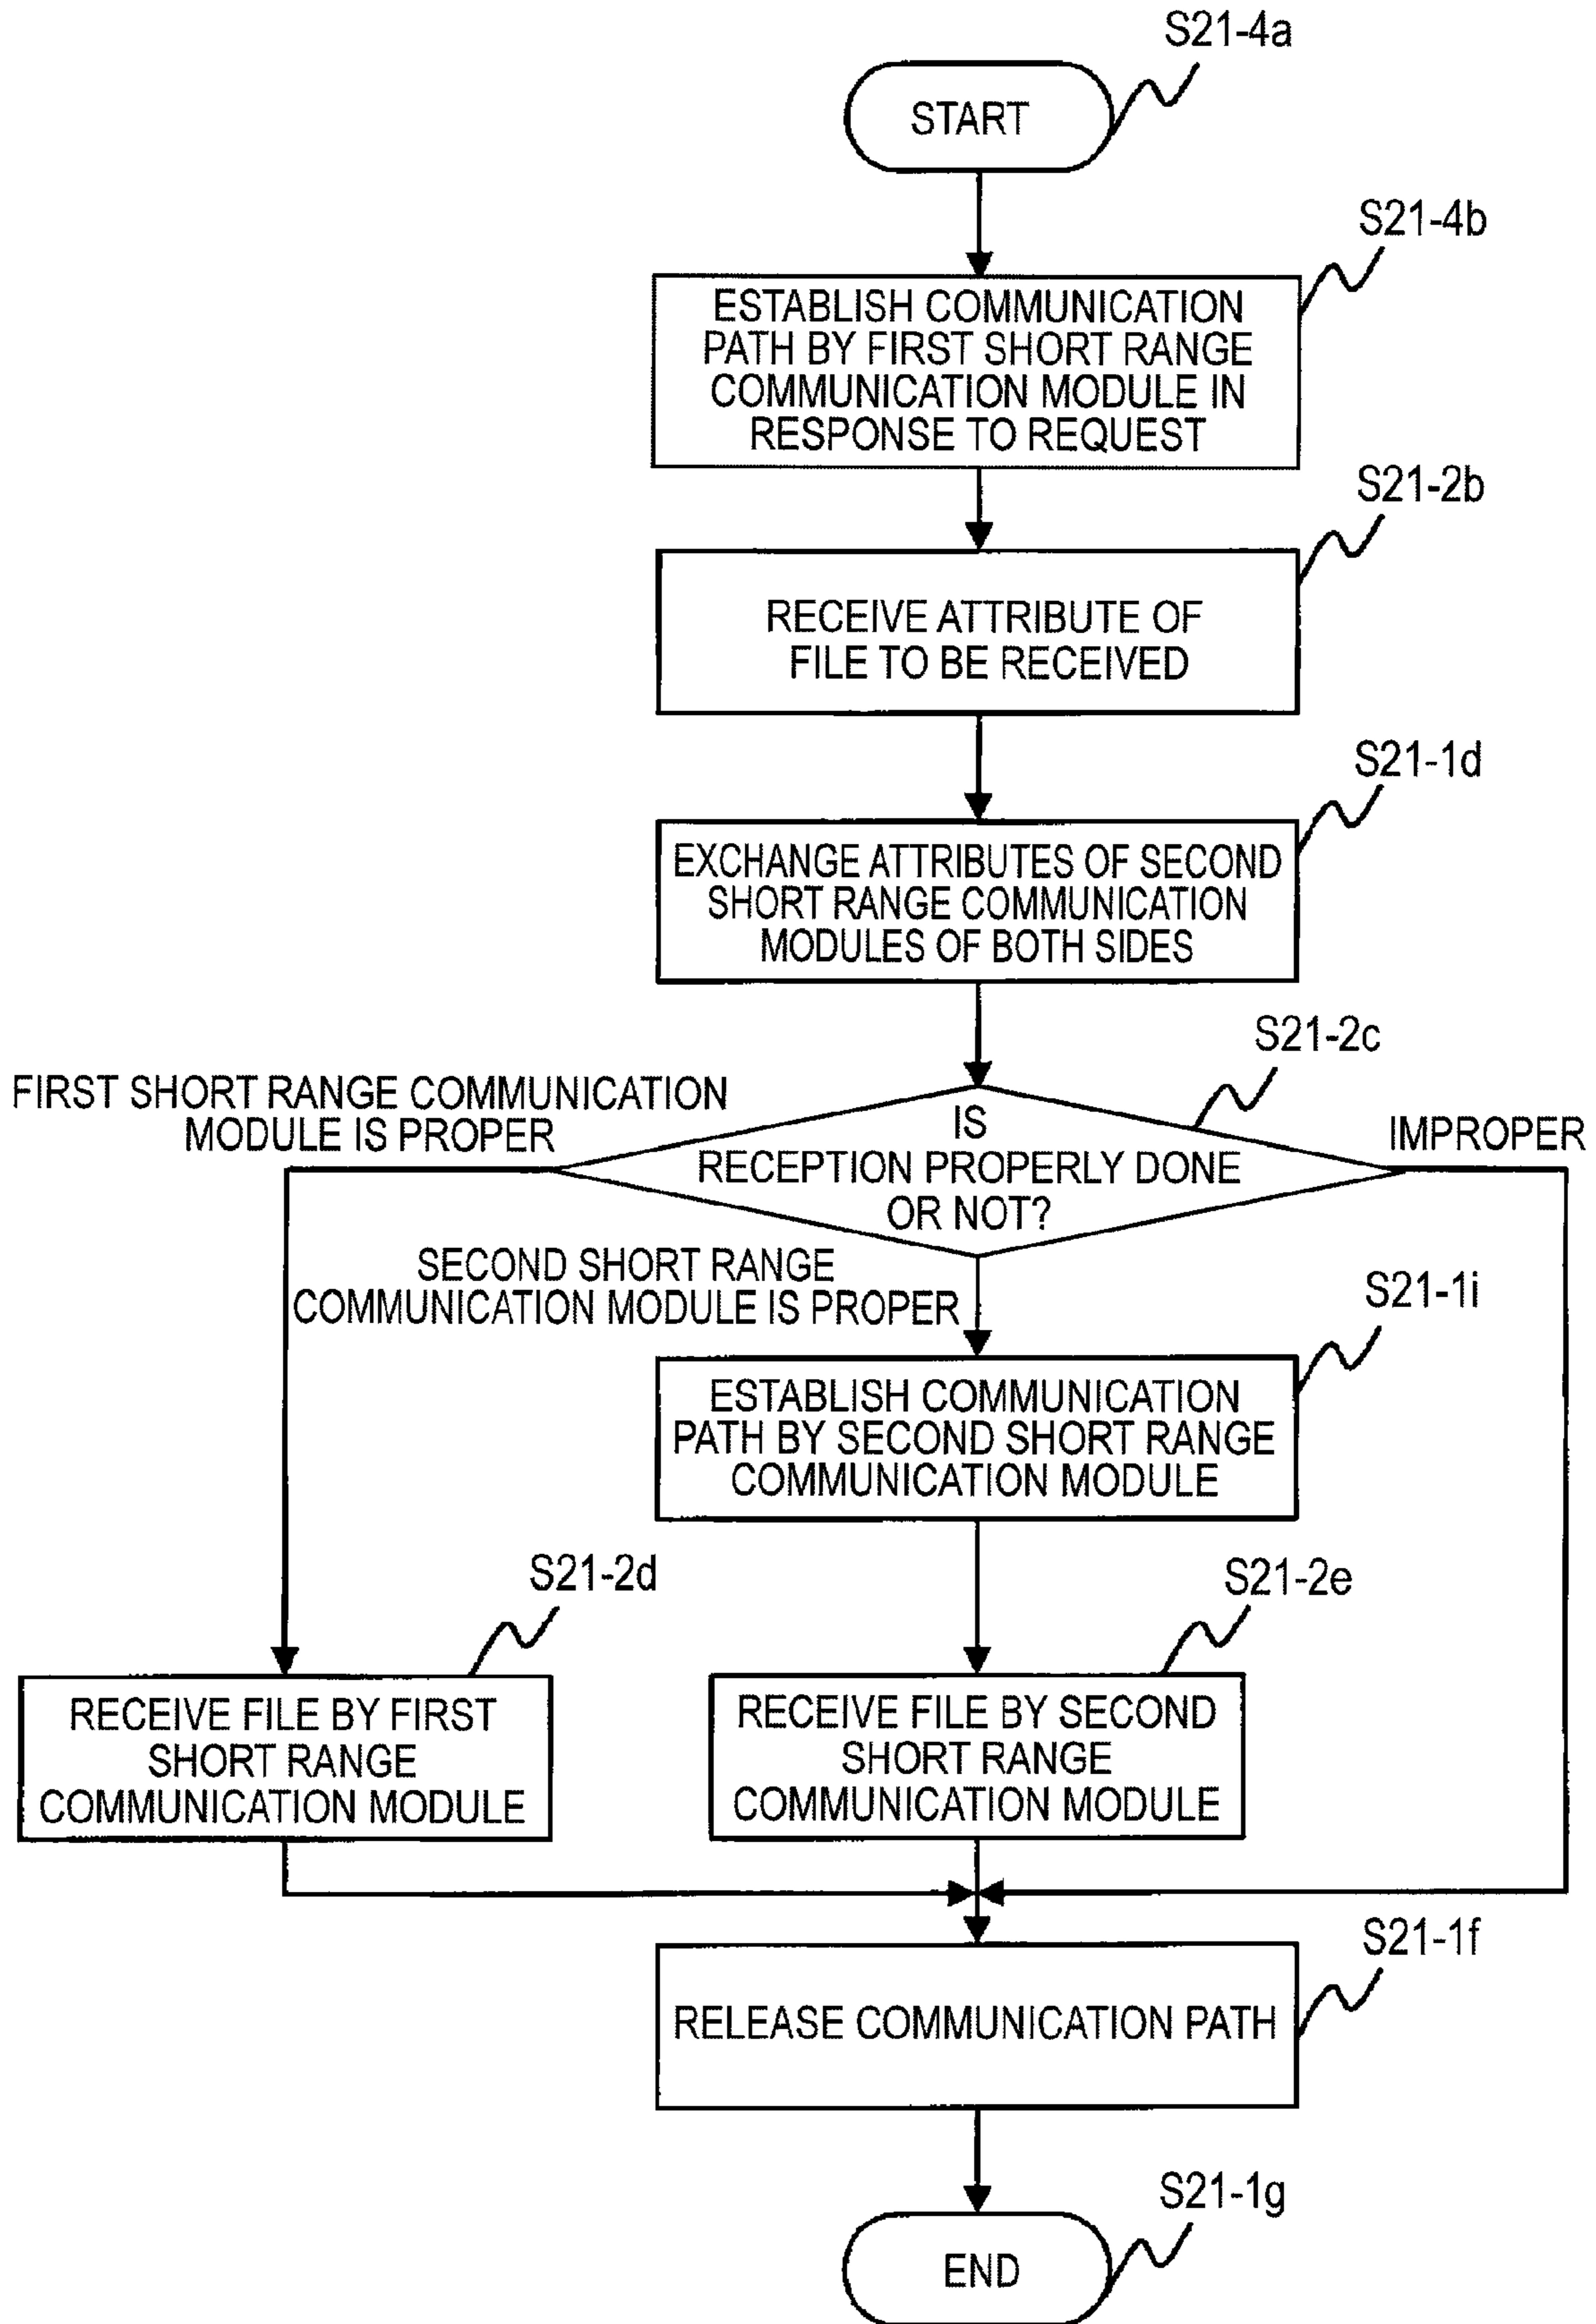 S21-4a
START
S21-4b
ESTABLISH COMMUNICATION
PATH BY FIRST SHORT RANGE
COMMUNICATION MODULE IN
RESPONSE TO REQUEST
S21-2b
RECEIVE ATTRIBUTE OF
FILE TO BE RECEIVED
S21-1d
EXCHANGE ATTRIBUTES OF SECOND
SHORT RANGE COMMUNICATION
MODULES OF BOTH SIDES
S21-2c
FIRST SHORT RANGE COMMUNICATION
MODULE IS PROPER
IS
RECEPTION PROPERLY DONE
OR NOT?
IMPROPER
SECOND SHORT RANGE
COMMUNICATION MODULE IS PROPER
S21-1i
ESTABLISH COMMUNICATION
PATH BY SECOND SHORT RANGE
COMMUNICATION MODULE
S21-2d
RECEIVE FILE BY FIRST
SHORT RANGE
COMMUNICATION MODULE
S21-2e
RECEIVE FILE BY SECOND
SHORT RANGE
COMMUNICATION MODULE
S21-1f
RELEASE COMMUNICATION PATH
S21-1g
END